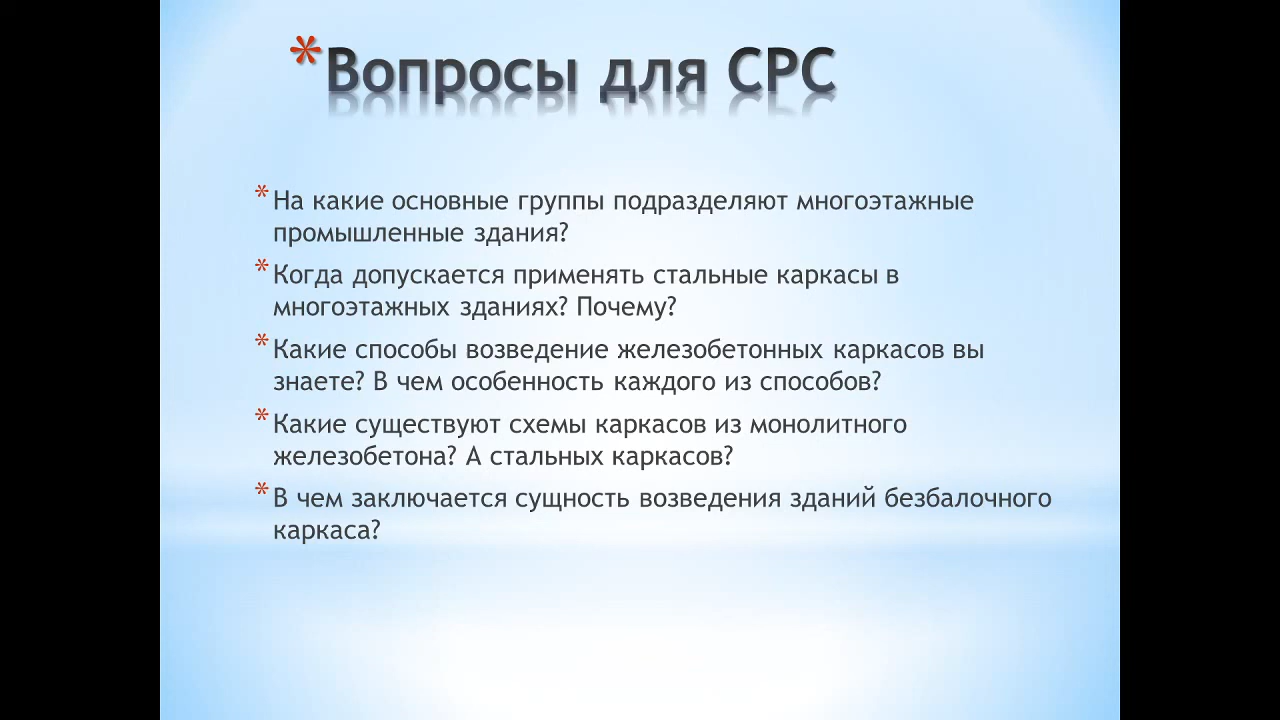 * Вопросы для СРС
* На какие основные группы подразделяют многоэтажные
промышленные здания?
* Когда допускается применять стальные каркасы в
многоэтажных зданиях? Почему?
* Какие способы возведение железобетонных каркасов вы
знаете? В чем особенность каждого из способов?
* Какие существуют схемы каркасов из монолитного
железобетона? А стальных каркасов?
* В чем заключается сущность возведения зданий безбалочного
каркаса?